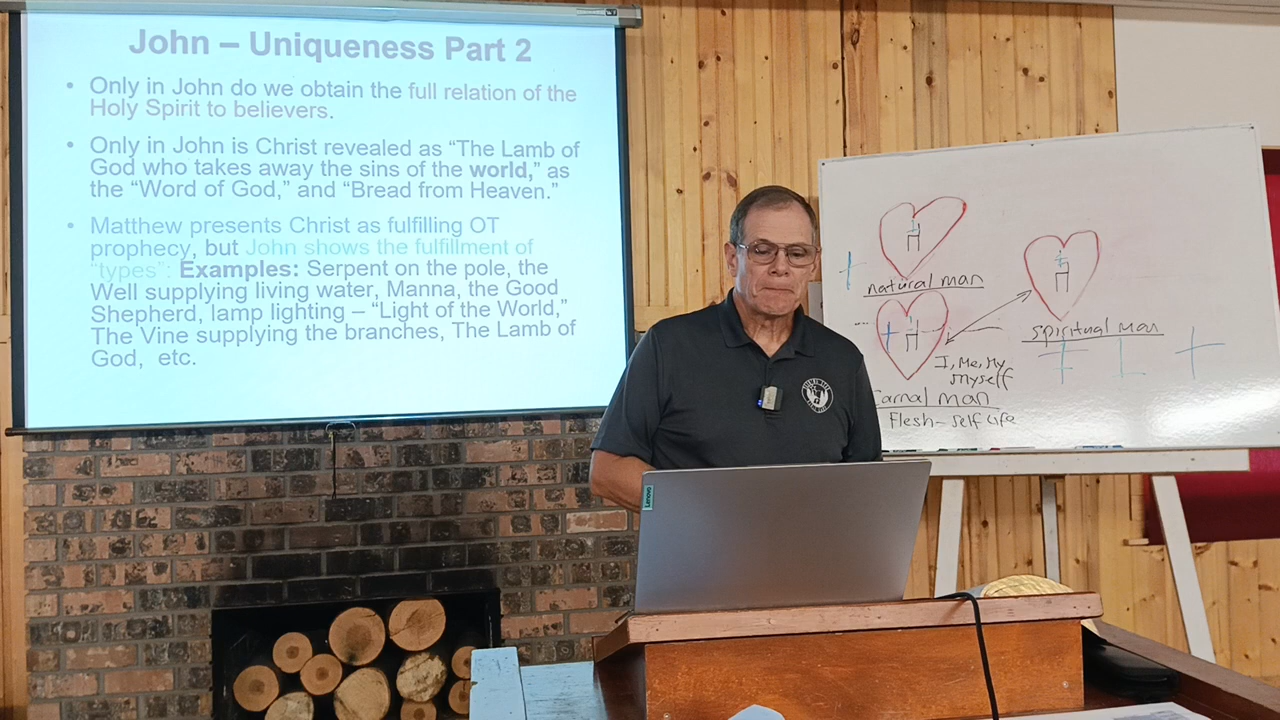 John – Uniqueness Part 2
• Only in John do we obtain the full relation of the
Holy Spirit to believers.
• Only in John is Christ revealed as “The Lamb of
God who takes away the sins of the world,” as
the “Word of God,” and “Bread from Heaven.”
• Matthew presents Christ as fulfilling OT
prophecy, but John shows the fulfillment of
“types”: Examples: Serpent on the pole, the
Well supplying living water, Manna, the Good
Shepherd, lamp lighting – “Light of the World,”
The Vine supplying the branches, The Lamb of
God, etc.
natural man
spiritual man
I, Me, My
Myself
Carnal man
Flesh - Self Life
Lenovo